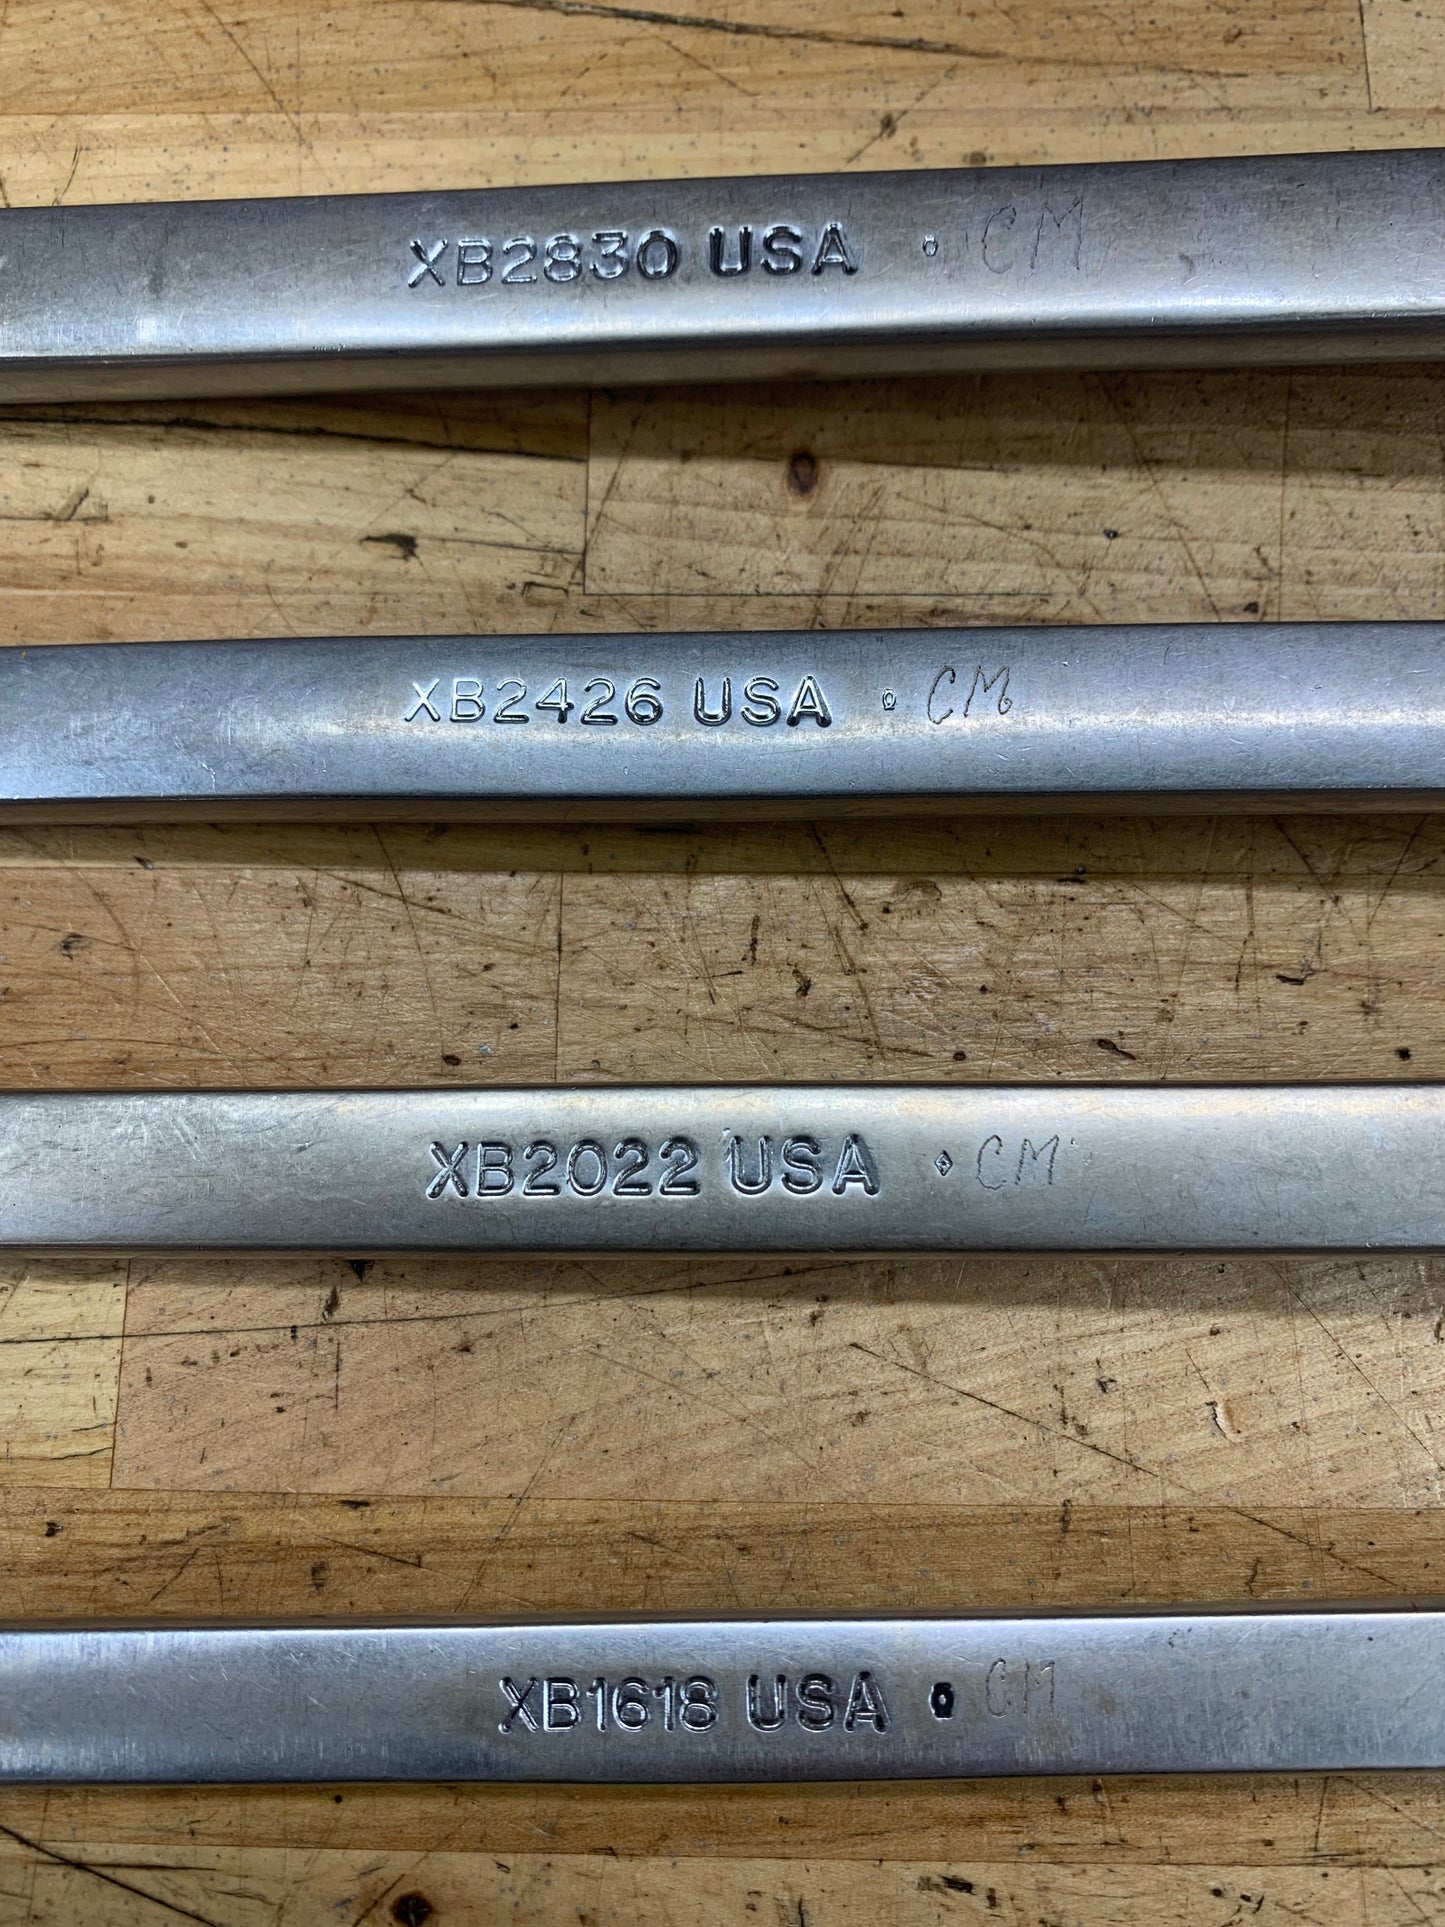 XB2830 USA CM
XB2426 USA CM
XB2022 USA CM
XB1618 USA CM